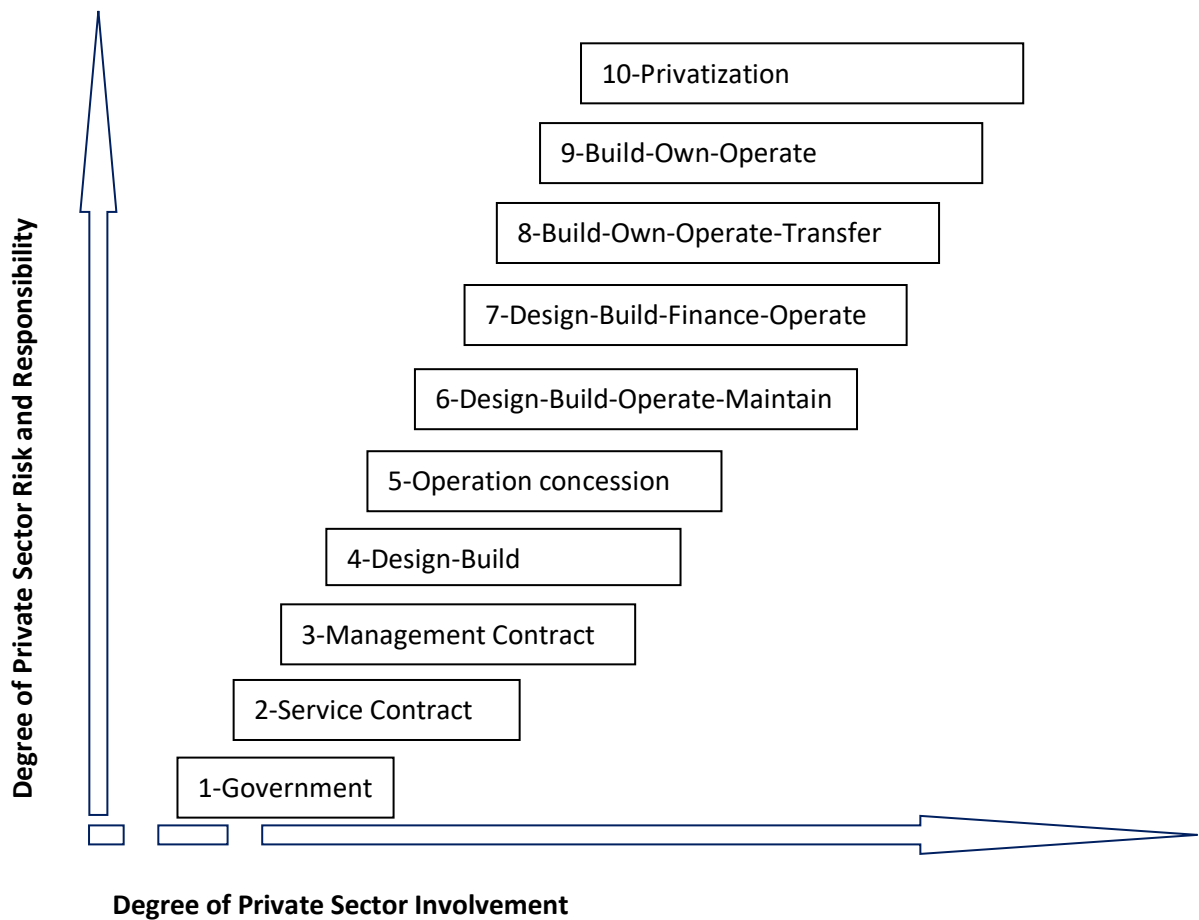 10-Privatization
9-Build-Own-Operate
8-Build-Own-Operate-Transfer
7-Design-Build-Finance-Operate
6-Design-Build-Operate-Maintain
5-Operation concession
4-Design-Build
3-Management Contract
2-Service Contract
1-Government
Degree of Private Sector Risk and Responsibility
Degree of Private Sector Involvement